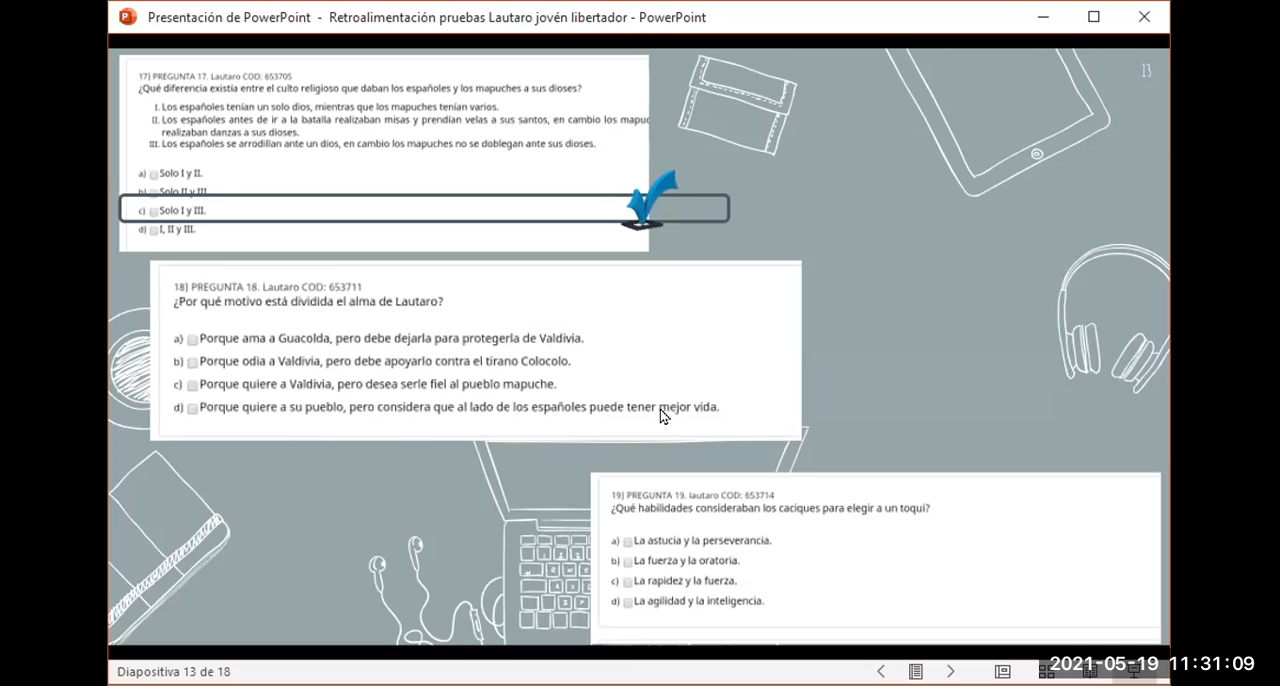 Presentación de PowerPoint - Retroalimentación pruebas Lautaro jovén libertador - PowerPoint
13
17) PREGUNTA 17. Lautaro COD: 653705
¿Qué diferencia existía entre el culto religioso que daban los españoles y los mapuches a sus dioses?
I. Los españoles tenían un solo dios, mientras que los mapuches tenían varios.
II. Los españoles antes de ir a la batalla realizaban misas y prendían velas a sus santos, en cambio los mapuc
realizaban danzas a sus dioses.
III. Los españoles se arrodillan ante un dios, en cambio los mapuches no se doblegan ante sus dioses.
a) Solo I y II.
b) Solo II y III.
c) Solo I y III.
d) I, II y III.
18) PREGUNTA 18. Lautaro COD: 653711
¿Por qué motivo está dividida el alma de Lautaro?
a) Porque ama a Guacolda, pero debe dejarla para protegerla de Valdivia.
b) Porque odia a Valdivia, pero debe apoyarlo contra el tirano Colocolo.
c) Porque quiere a Valdivia, pero desea serle fiel al pueblo mapuche.
d) Porque quiere a su pueblo, pero considera que al lado de los españoles puede tener mejor vida.
19) PREGUNTA 19. lautaro COD: 653714
¿Qué habilidades consideraban los caciques para elegir a un toqui?
a) La astucia y la perseverancia.
b) La fuerza y la oratoria.
c) La rapidez y la fuerza.
d) La agilidad y la inteligencia.
Diapositiva 13 de 18
2021-05-19 11:31:09